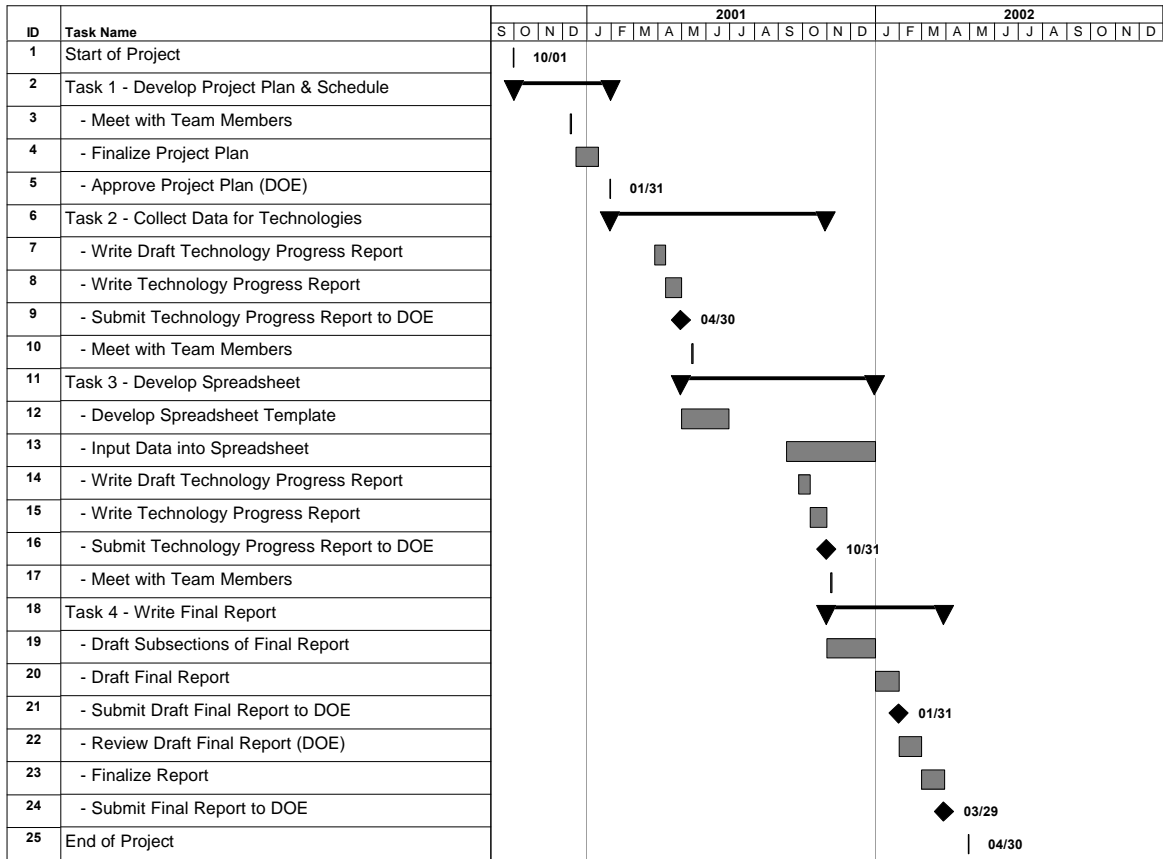 2001 2002
ID Task Name S O N D J F M A M J J A S O N D J F M A M J J A S O N D
1 Start of Project 10/01
2 Task 1 - Develop Project Plan & Schedule
3 - Meet with Team Members
4 - Finalize Project Plan
5 - Approve Project Plan (DOE) 01/31
6 Task 2 - Collect Data for Technologies
7 - Write Draft Technology Progress Report
8 - Write Technology Progress Report
9 - Submit Technology Progress Report to DOE 04/30
10 - Meet with Team Members
11 Task 3 - Develop Spreadsheet
12 - Develop Spreadsheet Template
13 - Input Data into Spreadsheet
14 - Write Draft Technology Progress Report
15 - Write Technology Progress Report
16 - Submit Technology Progress Report to DOE 10/31
17 - Meet with Team Members
18 Task 4 - Write Final Report
19 - Draft Subsections of Final Report
20 - Draft Final Report
21 - Submit Draft Final Report to DOE 01/31
22 - Review Draft Final Report (DOE)
23 - Finalize Report
24 - Submit Final Report to DOE 03/29
25 End of Project 04/30